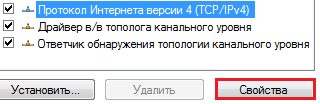 Протокол Интернета версии 4 (TCP/IPv4)
Драйвер в/в тополога канального уровня
Ответчик обнаружения топологии канального уровня
Установить... Удалить Свойства